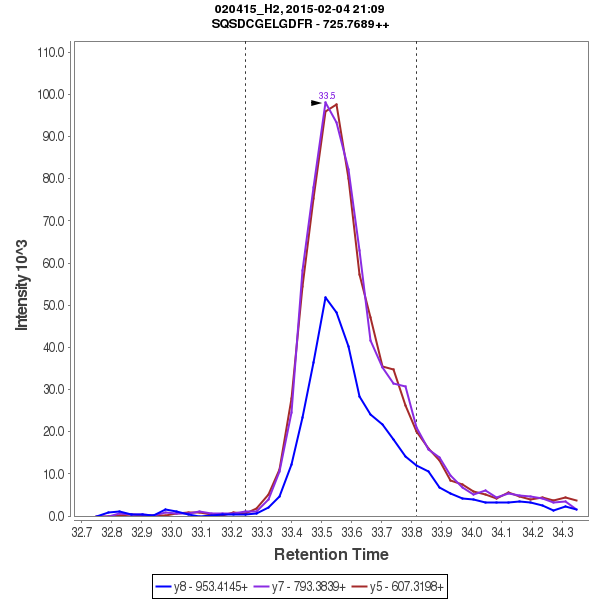 020415_H2, 2015-02-04 21:09
SQSDCGELGDFR - 725.7689++
110.0
100.0
90.0
80.0
70.0
60.0
50.0
40.0
30.0
20.0
10.0
0.0
Intensity 10^3
33.5
32.7 32.8 32.9 33.0 33.1 33.2 33.3 33.4 33.5 33.6 33.7 33.8 33.9 34.0 34.1 34.2 34.3
Retention Time
y8 - 953.4145+ y7 - 793.3839+ y5 - 607.3198+